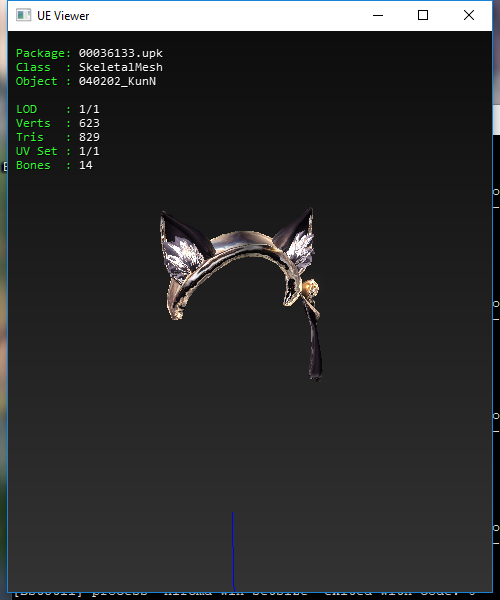 UE Viewer
Package: 00036133.upk
Class : SkeletalMesh
Object : 040202_KunN
LOD : 1/1
Verts : 623
Tris : 829
UV Set : 1/1
Bones : 14